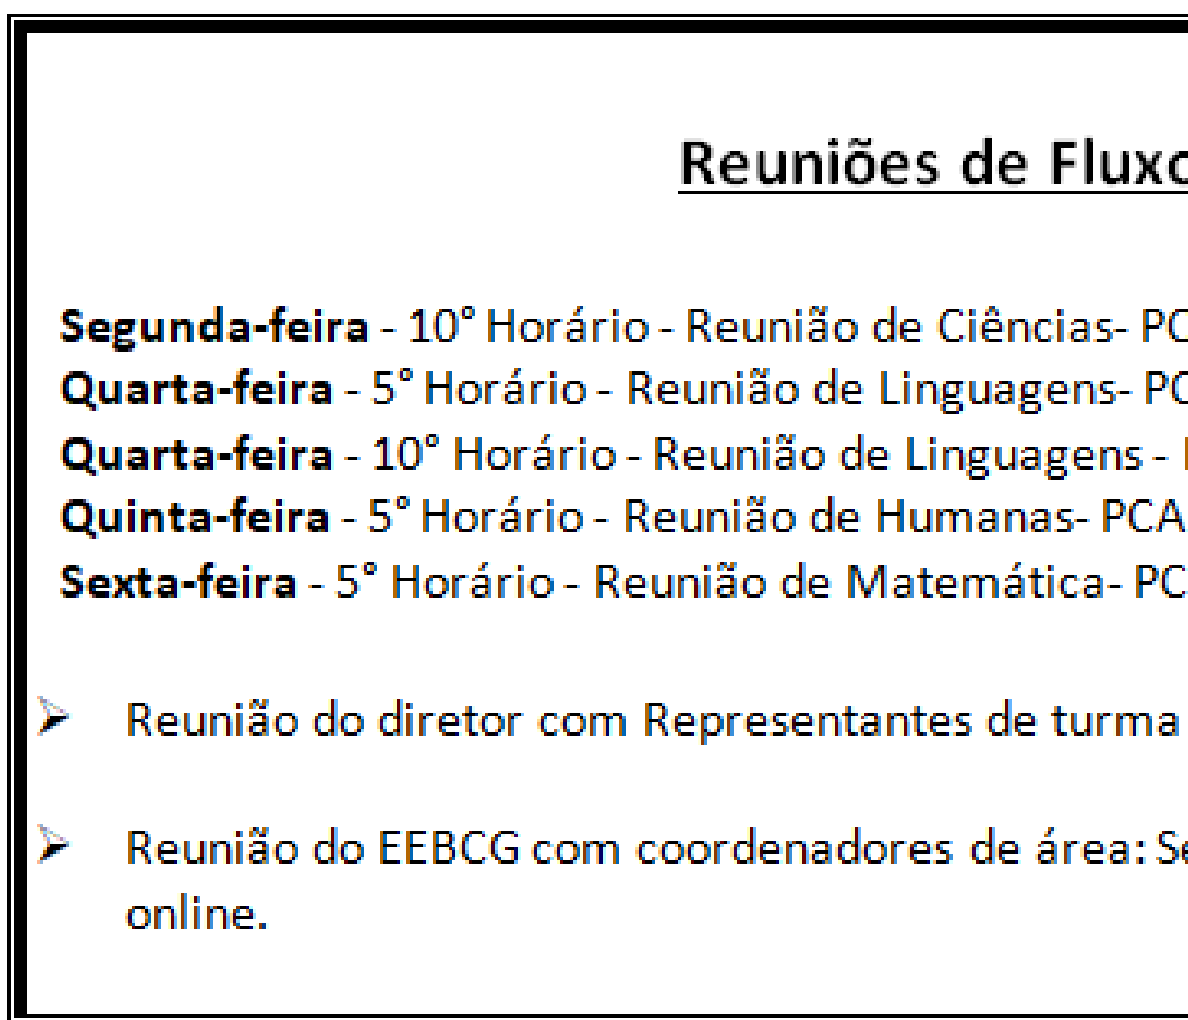 Reuniões de Fluxo
Segunda-feira - 10° Horário - Reunião de Ciências- PC
Quarta-feira - 5° Horário - Reunião de Linguagens- PC
Quarta-feira - 10° Horário - Reunião de Linguagens -
Quinta-feira - 5° Horário - Reunião de Humanas- PCA
Sexta-feira - 5° Horário - Reunião de Matemática- PC
Reunião do diretor com Representantes de turma
Reunião do EEBCG com coordenadores de área: Se
online.